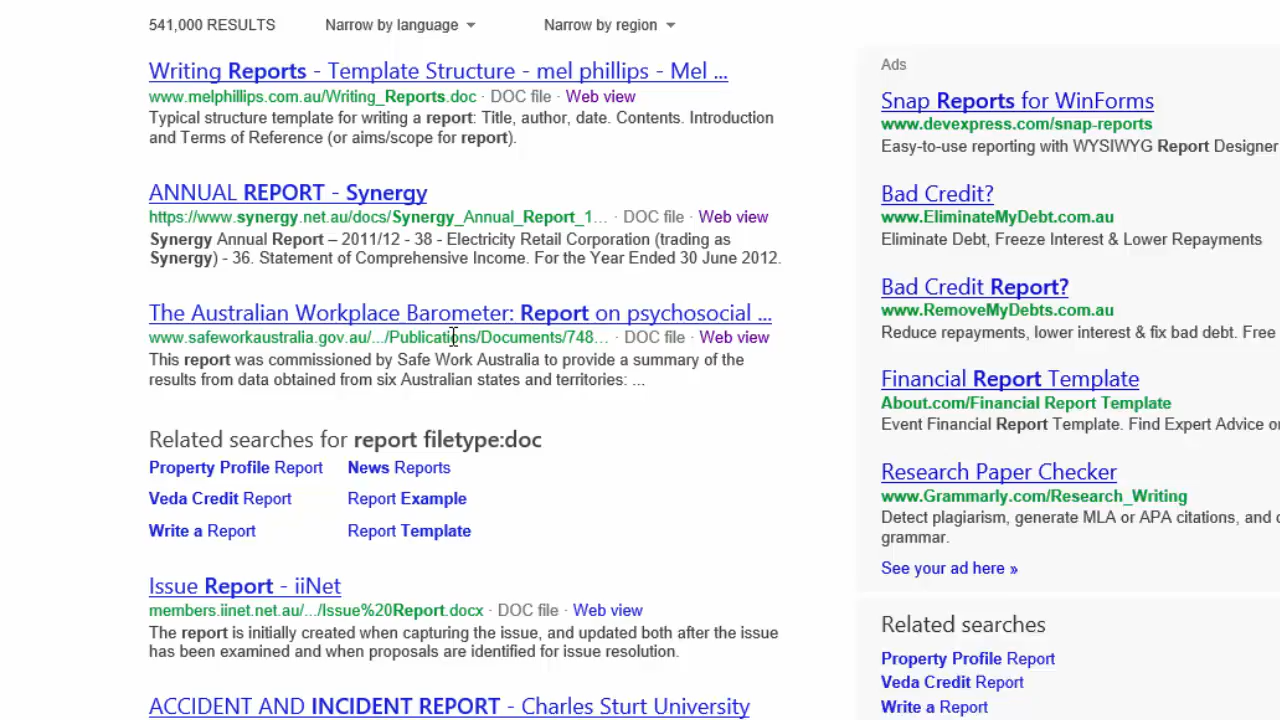 541,000 RESULTS Narrow by language Narrow by region
Writing Reports - Template Structure - mel phillips - Mel ...
www.melphillips.com.au/Writing_Reports.doc · DOC file · Web view
Typical structure template for writing a report: Title, author, date. Contents. Introduction
and Terms of Reference (or aims/scope for report).
ANNUAL REPORT - Synergy
https://www.synergy.net.au/docs/Synergy_Annual_Report_1... · DOC file · Web view
Synergy Annual Report – 2011/12 - 38 - Electricity Retail Corporation (trading as
Synergy) - 36. Statement of Comprehensive Income. For the Year Ended 30 June 2012.
The Australian Workplace Barometer: Report on psychosocial ...
www.safeworkaustralia.gov.au/.../Publications/Documents/748... · DOC file · Web view
This report was commissioned by Safe Work Australia to provide a summary of the
results from data obtained from six Australian states and territories: ...
Related searches for report filetype:doc
Property Profile Report News Reports
Veda Credit Report Report Example
Write a Report Report Template
Issue Report - iiNet
members.iinet.net.au/.../Issue%20Report.docx · DOC file · Web view
The report is initially created when capturing the issue, and updated both after the issue
has been examined and when proposals are identified for issue resolution.
ACCIDENT AND INCIDENT REPORT - Charles Sturt University
Ads
Snap Reports for WinForms
www.devexpress.com/snap-reports
Easy-to-use reporting with WYSIWYG Report Designer
Bad Credit?
www.EliminateMyDebt.com.au
Eliminate Debt, Freeze Interest & Lower Repayments
Bad Credit Report?
www.RemoveMyDebts.com.au
Reduce repayments, lower interest & fix bad debt. Free
Financial Report Template
About.com/Financial Report Template
Event Financial Report Template. Find Expert Advice
Research Paper Checker
www.Grammarly.com/Research_Writing
Detect plagiarism, generate MLA or APA citations, and
grammar.
See your ad here »
Related searches
Property Profile Report
Veda Credit Report
Write a Report